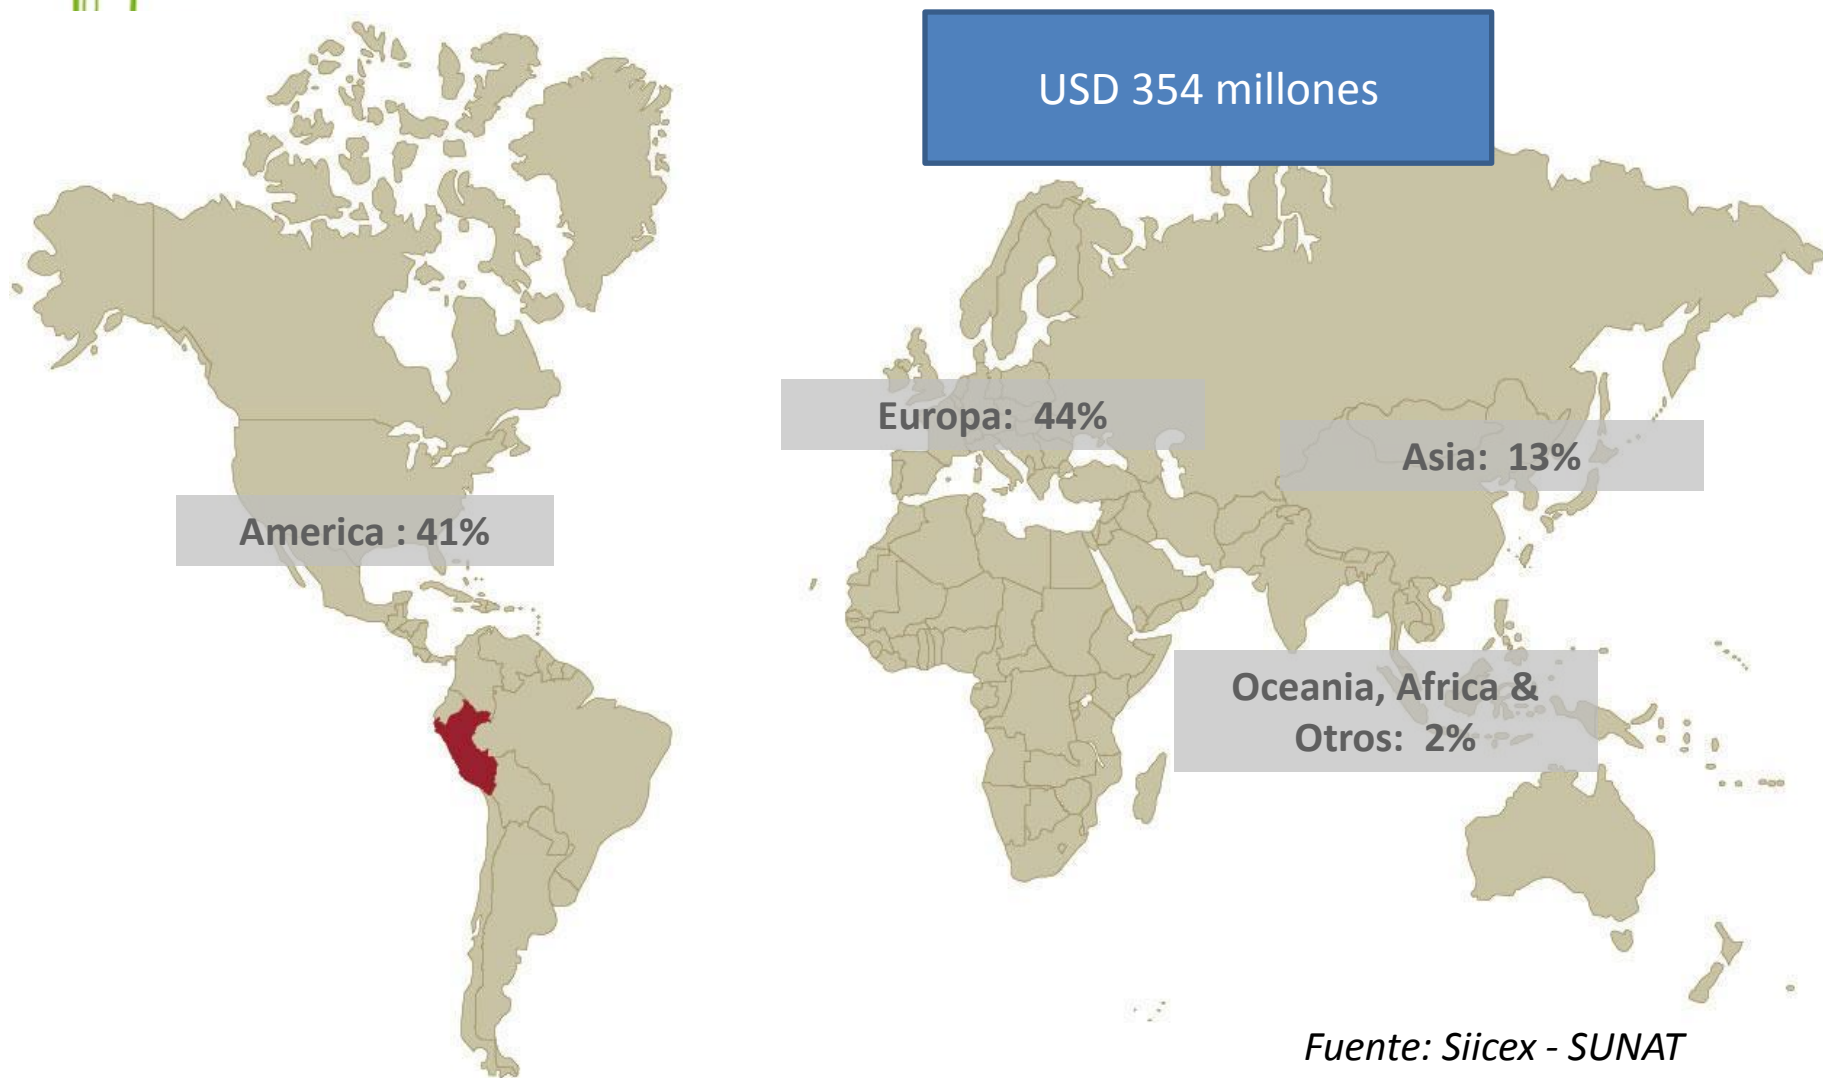 USD 354 millones
Europa:  44%
Asia:  13%
America : 41%
Oceania, Africa &
Otros:  2%
Fuente: Siicex - SUNAT